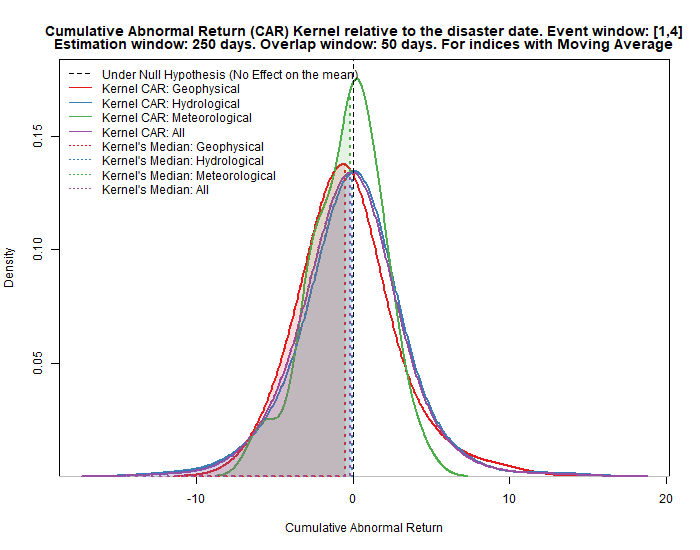 Cumulative Abnormal Return (CAR) Kernel relative to the disaster date. Event window: [1,4]
Estimation window: 250 days. Overlap window: 50 days. For indices with Moving Average
Under Null Hypothesis (No Effect on the mean)
Kernel CAR: Geophysical
Kernel CAR: Hydrological
Kernel CAR: Meteorological
Kernel CAR: All
Kernel's Median: Geophysical
Kernel's Median: Hydrological
Kernel's Median: Meteorological
Kernel's Median: All
0.15
0.10
0.05
Density
-10
0
10
20
Cumulative Abnormal Return